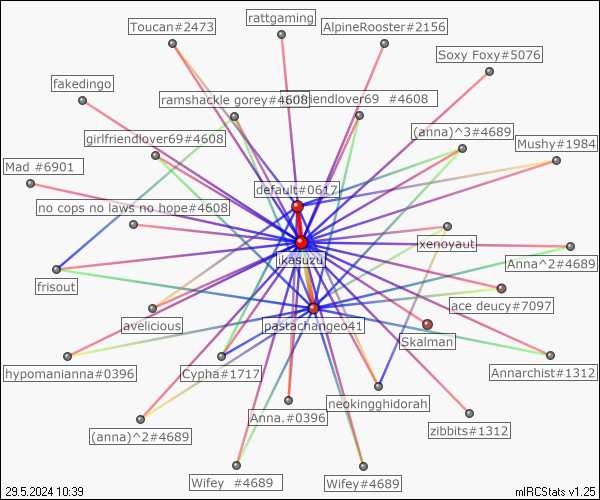 rattgaming
Toucan#2473
AlpineRooster#2156
Soxy Foxy#5076
fakedingo
ramshackle gorey#4608
friendlover69 #4608
girlfriendlover69#4608
(anna)^3#4689
Mushy#1984
Mad #6901
default#0617
no cops no laws no hope#4608
xenoyaut
jikasuzu
Anna^2#4689
frisout
ace deucy#7097
avelicious
pastachangeo41
Skalman
hypomanianna#0396
Cypha#1717
Annarchist#1312
neokingghidorah
Anna.#0396
zibbits#1312
(anna)^2#4689
Wifey #4689
Wifey#4689
29.5.2024 10:39
mIRCStats v1.25